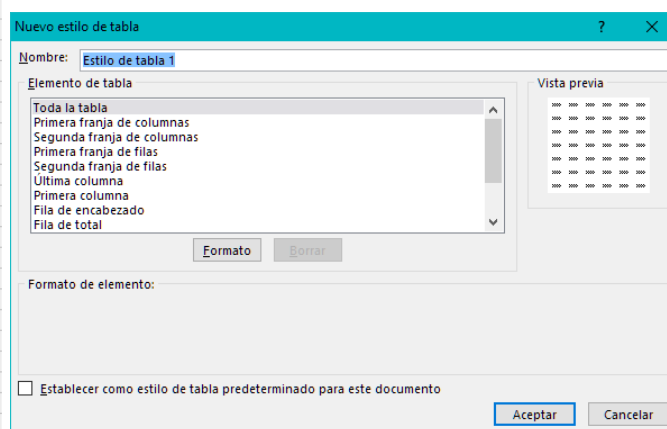 Nuevo estilo de tabla
Nombre: Estilo de tabla 1
Elemento de tabla
Toda la tabla
Primera franja de columnas
Segunda franja de columnas
Primera franja de filas
Segunda franja de filas
Última columna
Primera columna
Fila de encabezado
Fila de total
Formato
Borrar
Vista previa
Formato de elemento:
Establecer como estilo de tabla predeterminado para este documento
Aceptar
Cancelar